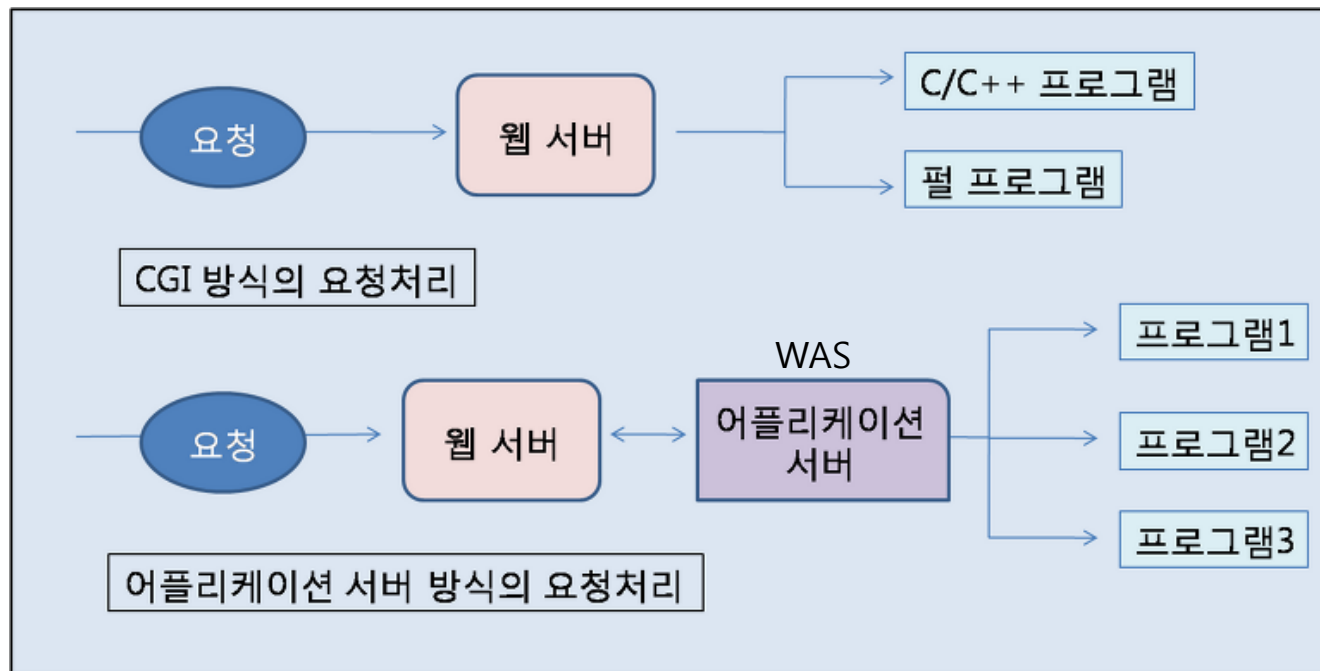 C/C++ 프로그램
요청
웹 서버
펄 프로그램
CGI 방식의 요청처리
WAS
프로그램1
요청
웹 서버
어플리케이션
서버
프로그램2
프로그램3
어플리케이션 서버 방식의 요청처리